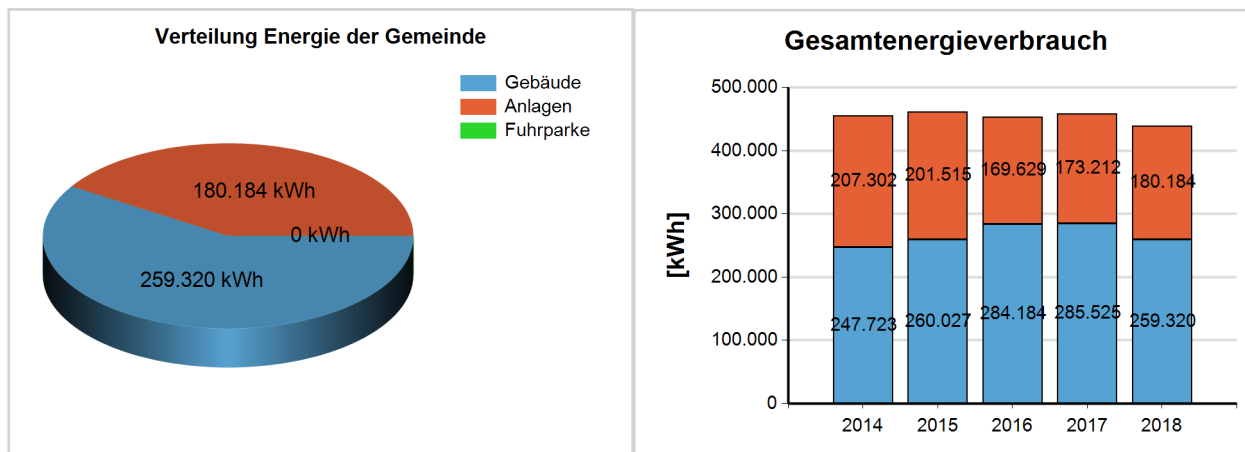 Verteilung Energie der Gemeinde
Gebäude
Anlagen
Fuhrparke
180.184 kWh
0 kWh
259.320 kWh
Gesamtenergieverbrauch
[kWh]
500.000
400.000
300.000
200.000
100.000
0
207.302 201.515 169.629 173.212 180.184
247.723 260.027 284.184 285.525 259.320
2014 2015 2016 2017 2018